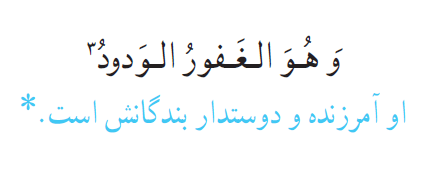 وَ هُوَ الغَفورُ الوَدودُ۳
او آمرزنده و دوستدار بندگانش است.*